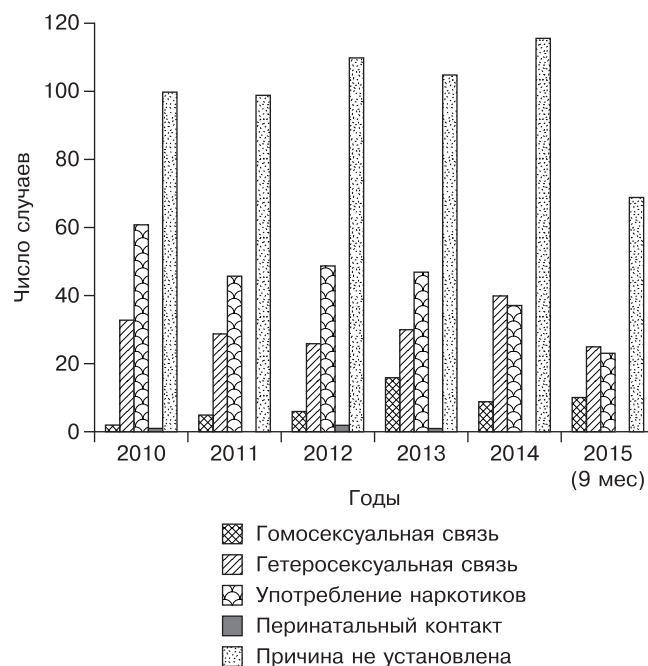 120
100
80
60
40
20
0
Число случаев
2010 2011 2012 2013 2014 2015
(9 мес)
Годы
Гомосексуальная связь
Гетеросексуальная связь
Употребление наркотиков
Перинатальный контакт
Причина не установлена